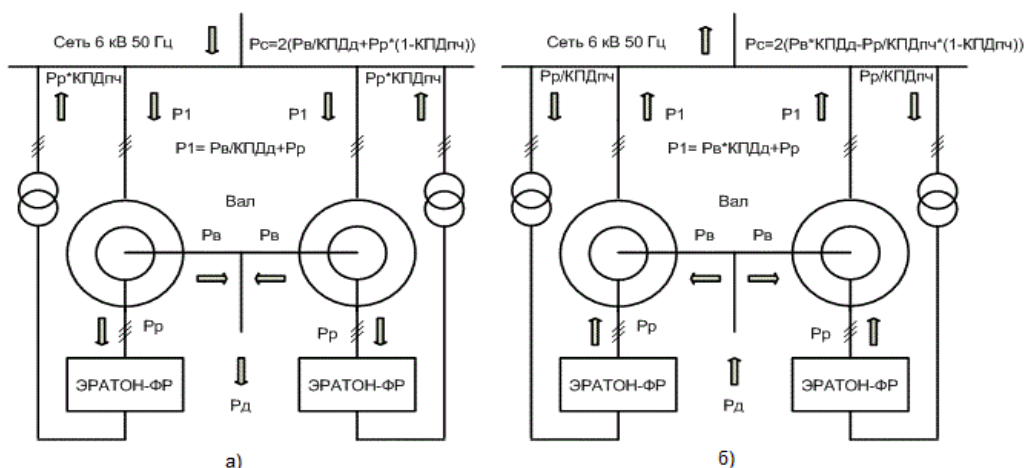 Сеть 6 кВ 50 Гц
Рс=2(Рв/КПДд+Рр*(1-КПДпч))
Рр*КПДпч
Рр*КПДпч
Р1
Р1
Р1= Рв/КПДд+Рр
Вал
Рв
Рв
Рр
Рр
ЭРАТОН-ФР
ЭРАТОН-ФР
Рд
а)
Сеть 6 кВ 50 Гц
Рс=2(Рв*КПДд-Рр/КПДпч*(1-КПДпч))
Рр/КПДпч
Рр/КПДпч
Р1
Р1
Р1= Рв*КПДд+Рр
Вал
Рв
Рв
Рр
Рр
ЭРАТОН-ФР
ЭРАТОН-ФР
Рд
б)